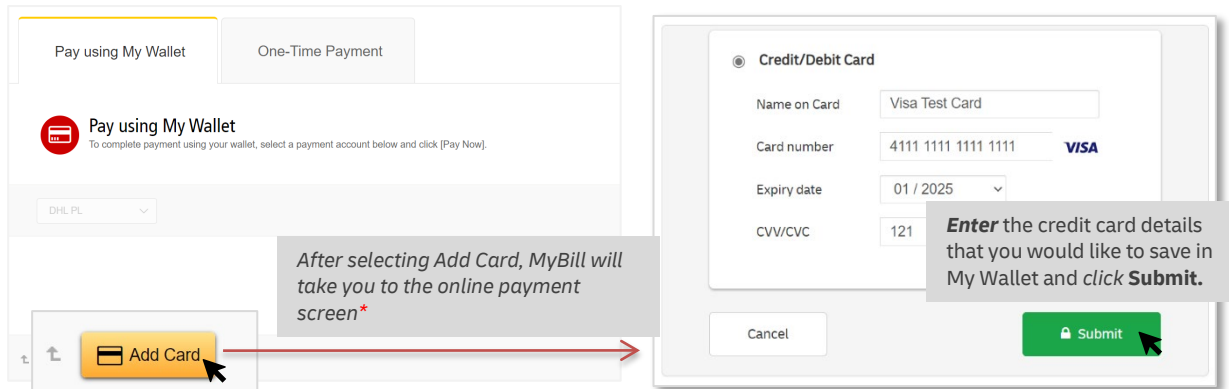 Pay using My Wallet
One-Time Payment
Pay using My Wallet
To complete payment using your wallet, select a payment account below and click [Pay Now].
DHL PL
After selecting Add Card, MyBill will
take you to the online payment
screen*
Add Card
Credit/Debit Card
Name on Card
Visa Test Card
Card number
4111 1111 1111 1111
VISA
Expiry date
01 / 2025
CVV/CVC
121
Enter the credit card details
that you would like to save in
My Wallet and click Submit.
Cancel
Submit